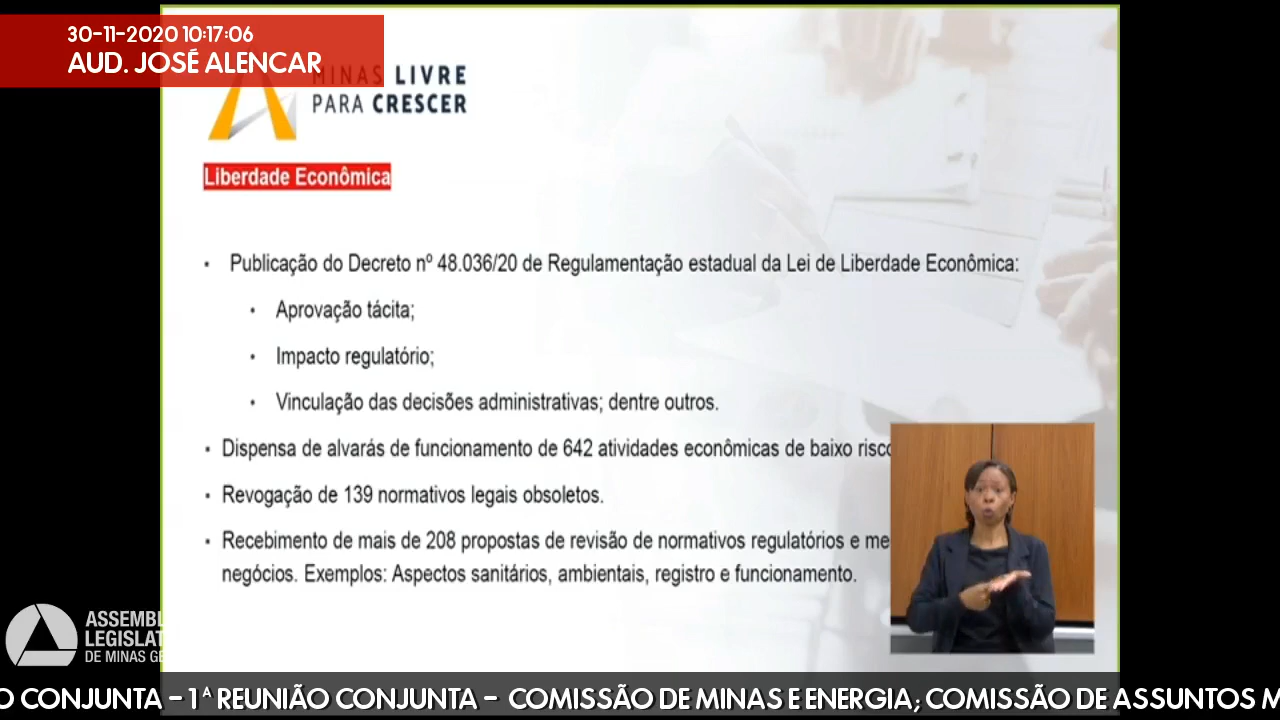 30-11-2020 10:17:06
AUD. JOSÉ ALENCAR
MINAS LIVRE
PARA CRESCER
Liberdade Econômica
• Publicação do Decreto nº 48.036/20 de Regulamentação estadual da Lei de Liberdade Econômica:
• Aprovação tácita;
• Impacto regulatório;
• Vinculação das decisões administrativas; dentre outros.
• Dispensa de alvarás de funcionamento de 642 atividades econômicas de baixo risco
• Revogação de 139 normativos legais obsoletos.
• Recebimento de mais de 208 propostas de revisão de normativos regulatórios e me
negócios. Exemplos: Aspectos sanitários, ambientais, registro e funcionamento.
ASSEMBL
LEGISLAT
DE MINAS GE
O CONJUNTA - 1ª REUNIÃO CONJUNTA - COMISSÃO DE MINAS E ENERGIA; COMISSÃO DE ASSUNTOS M